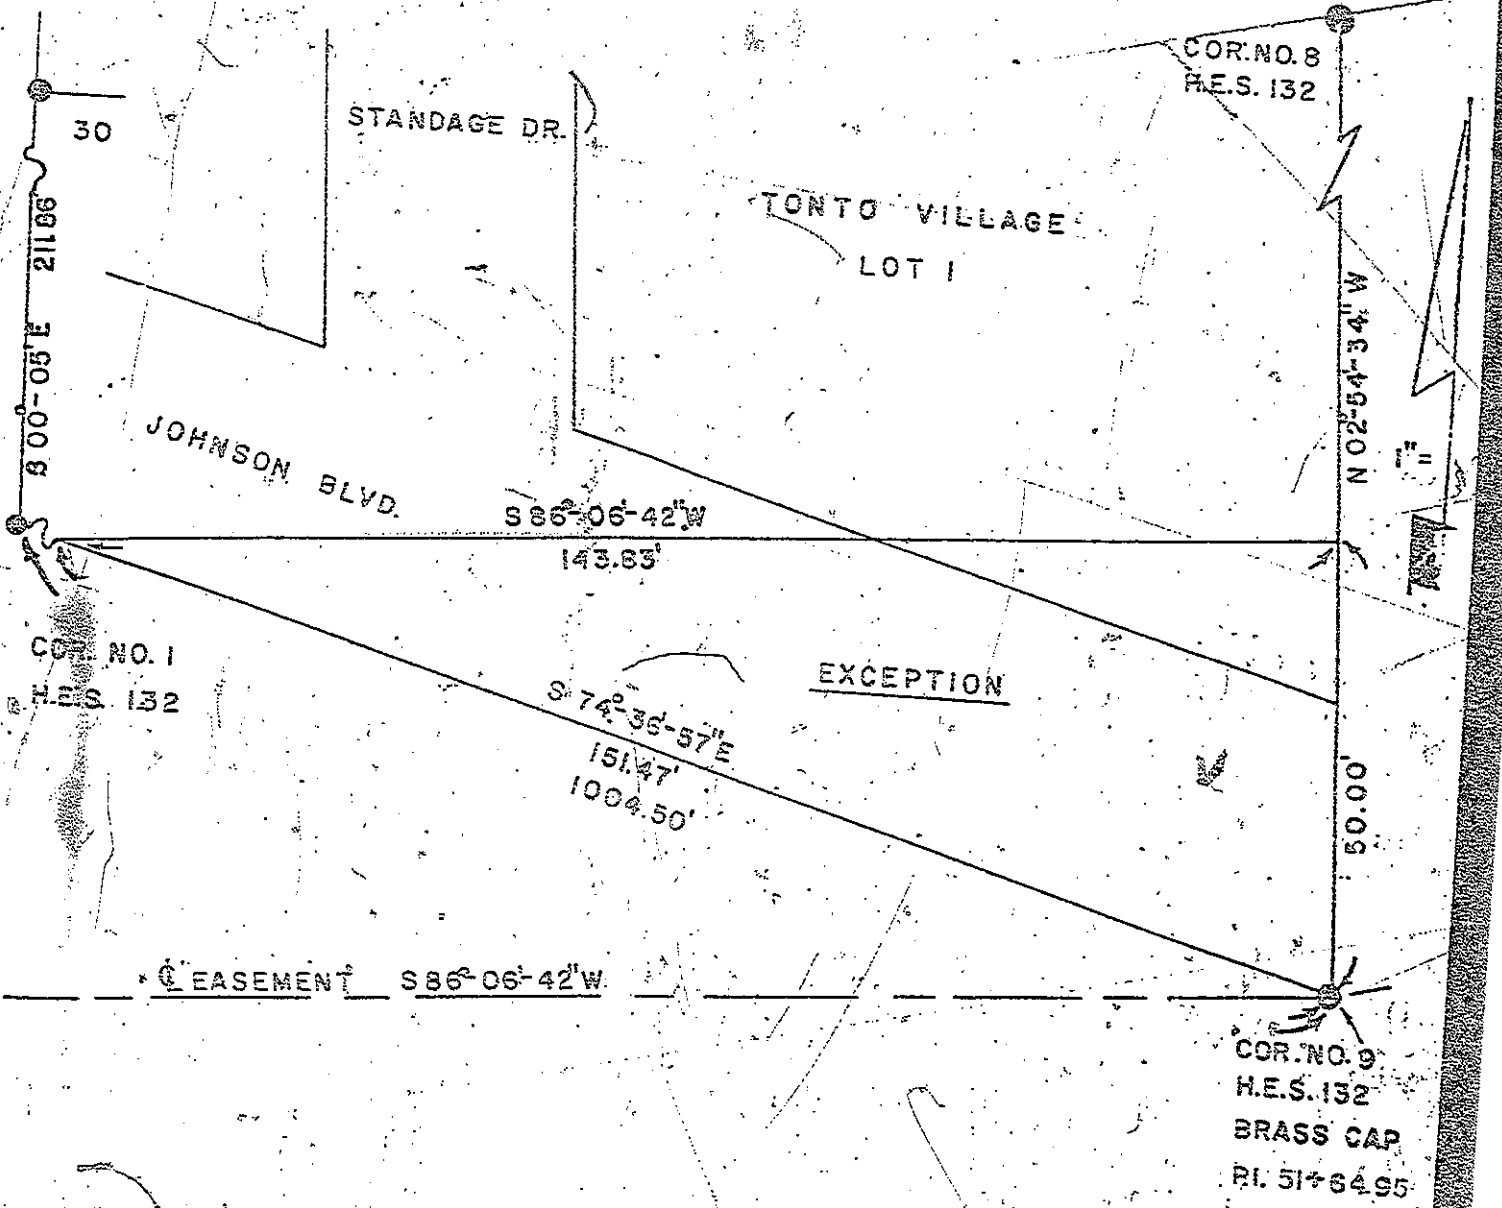 COR. NO. 8
H.E.S. 132
30
STANDAGE DR.
TONTO VILLAGE
LOT 1
S 00-05' E 211.86'
N 02°-54'-34" W
1"=
JOHNSON BLVD.
S 86°-06'-42" W
143.83'
COR. NO. 1
H.E.S. 132
EXCEPTION
S 74°-36'-57" E
151.47'
1004.50'
50.00'
℄ EASEMENT S 86°-06'-42" W
COR. NO. 9
H.E.S. 132
BRASS CAP
P.I. 51+64.95